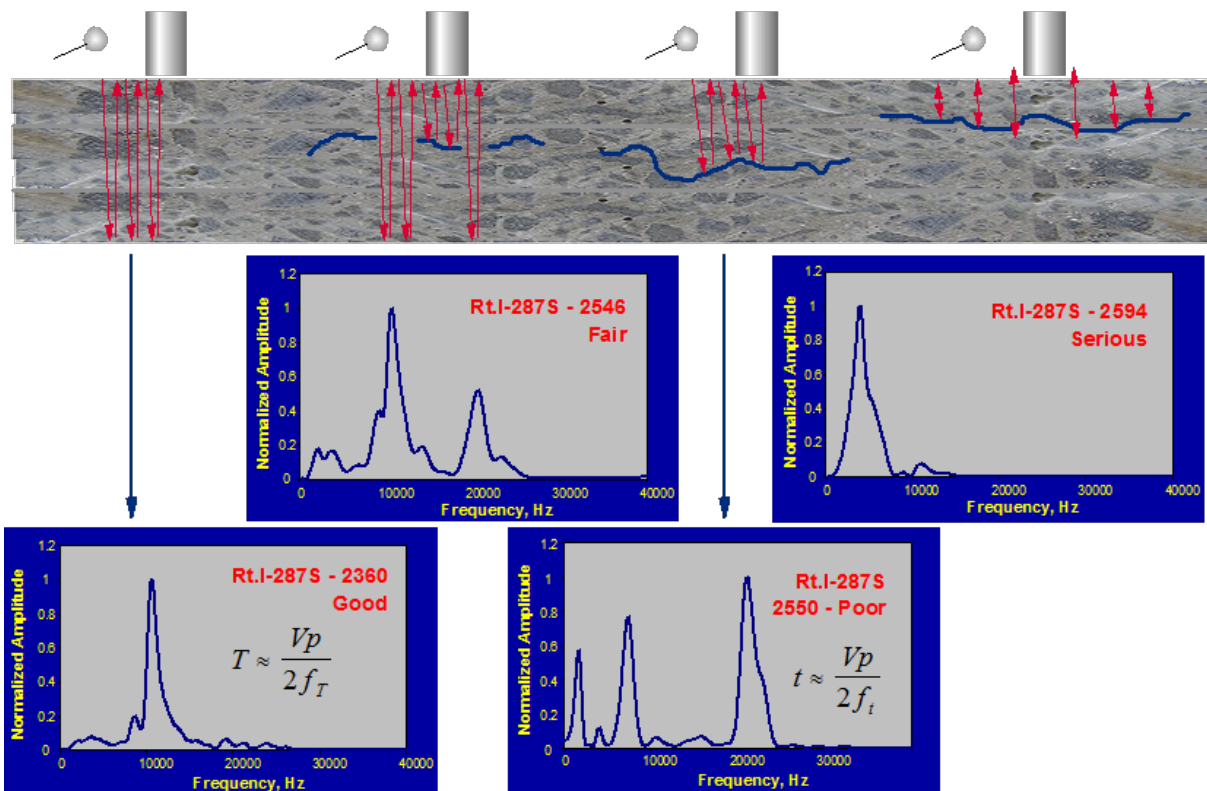 1.2
1
0.8
0.6
0.4
0.2
0
Normalized Amplitude
Rt.I-287S - 2546
Fair
0 10000 20000 30000 40000
Frequency, Hz
1.2
1
0.8
0.6
0.4
0.2
0
Normalized Amplitude
Rt.I-287S - 2594
Serious
0 10000 20000 30000 40000
Frequency, Hz
1.2
1
0.8
0.6
0.4
0.2
0
Normalized Amplitude
Rt.I-287S - 2360
Good
T ≈ Vp / 2f_T
0 10000 20000 30000 40000
Frequency, Hz
1.2
1
0.8
0.6
0.4
0.2
0
Normalized Amplitude
Rt.I-287S
2550 - Poor
t ≈ Vp / 2f_t
0 10000 20000 30000 40000
Frequency, Hz